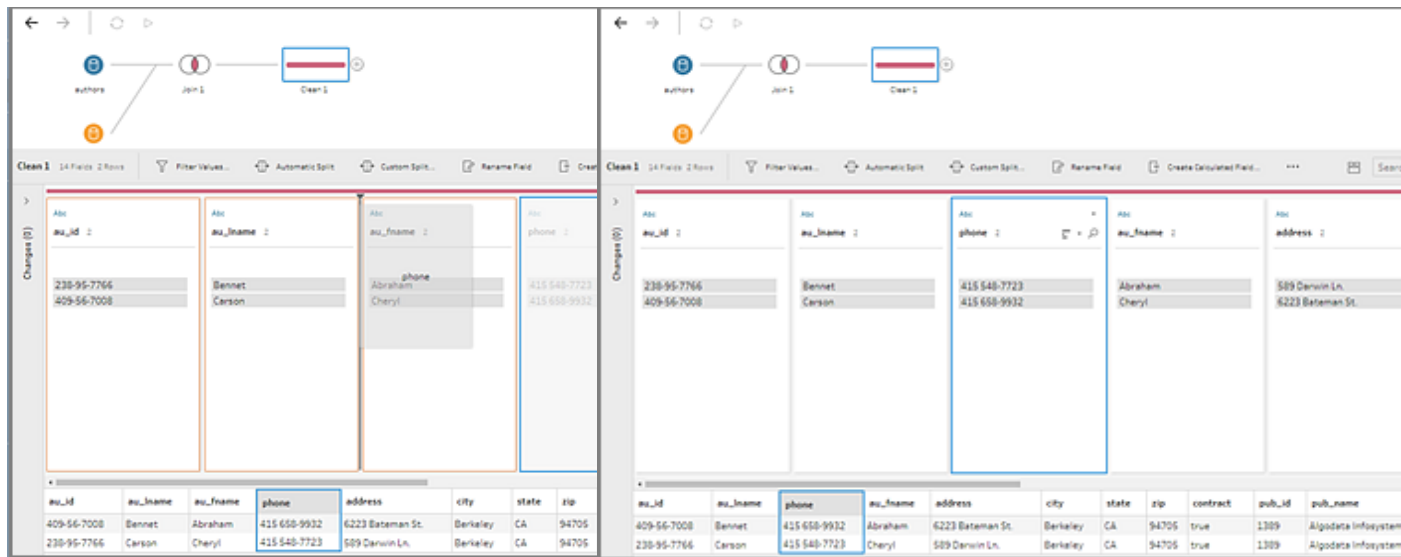 authors
Join 1
Clean 1
Clean 1 14 Fields 2 Rows Filter Values... Automatic Split Custom Split... Rename Field Creat
Changes (0)
Abc Abc Abc Abc
au_id 2 au_lname 2 au_fname 2 phone 2
phone
238-95-7766 Bennet Abraham 415 548-7723
409-56-7008 Carson Cheryl 415 658-9932
au_id au_lname au_fname phone address city state zip
409-56-7008 Bennet Abraham 415 658-9932 6223 Bateman St. Berkeley CA 94705
238-95-7766 Carson Cheryl 415 548-7723 589 Darwin Ln. Berkeley CA 94705
authors
Join 1
Clean 1
Clean 1 14 Fields 2 Rows Filter Values... Automatic Split Custom Split... Rename Field Create Calculated Field... ... Sear
Changes (0)
Abc Abc Abc Abc Abc
au_id 2 au_lname 2 phone 2 au_fname 2 address 2
238-95-7766 Bennet 415 548-7723 Abraham 589 Darwin Ln.
409-56-7008 Carson 415 658-9932 Cheryl 6223 Bateman St.
au_id au_lname phone au_fname address city state zip contract pub_id pub_name
409-56-7008 Bennet 415 658-9932 Abraham 6223 Bateman St. Berkeley CA 94705 true 1389 Algodata Infosystem
238-95-7766 Carson 415 548-7723 Cheryl 589 Darwin Ln. Berkeley CA 94705 true 1389 Algodata Infosystem